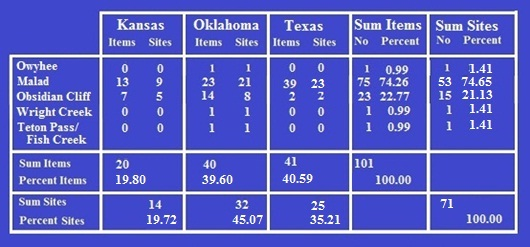 Kansas Oklahoma Texas Sum Items Sum Sites
Items Sites Items Sites Items Sites No Percent No Percent
Owyhee 0 0 1 1 0 0 1 0.99 1 1.41
Malad 13 9 23 21 39 23 75 74.26 53 74.65
Obsidian Cliff 7 5 14 8 2 2 23 22.77 15 21.13
Wright Creek 0 0 1 1 0 0 1 0.99 1 1.41
Teton Pass/ 0 0 1 1 0 0 1 0.99 1 1.41
Fish Creek
Sum Items 20 40 41 101
Percent Items 19.80 39.60 40.59 100.00
Sum Sites 14 32 25 71
Percent Sites 19.72 45.07 35.21 100.00